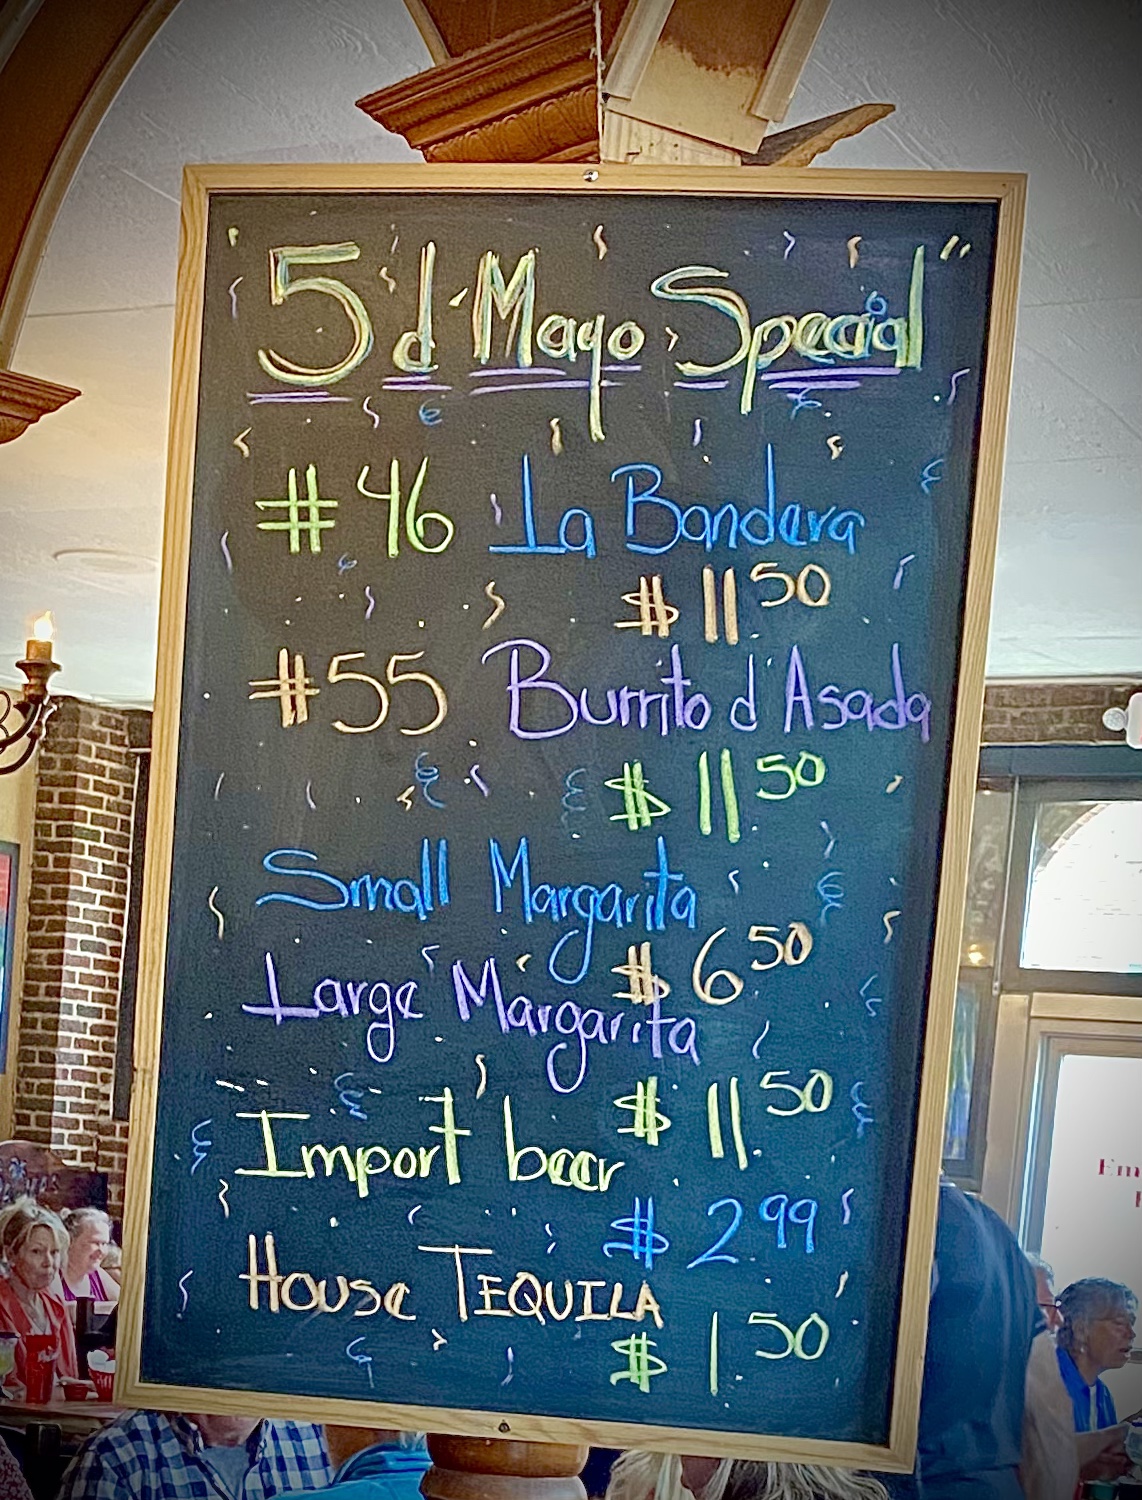 5 d' Mayo Special"
#46 La Bandera
$ 11 50
#55 Burrito d'Asada
$ 11 50
Small Margarita
$ 6 50
Large Margarita
$ 11 50
Import beer
$ 2 99
House TEQUILA
$ 1 50
Em